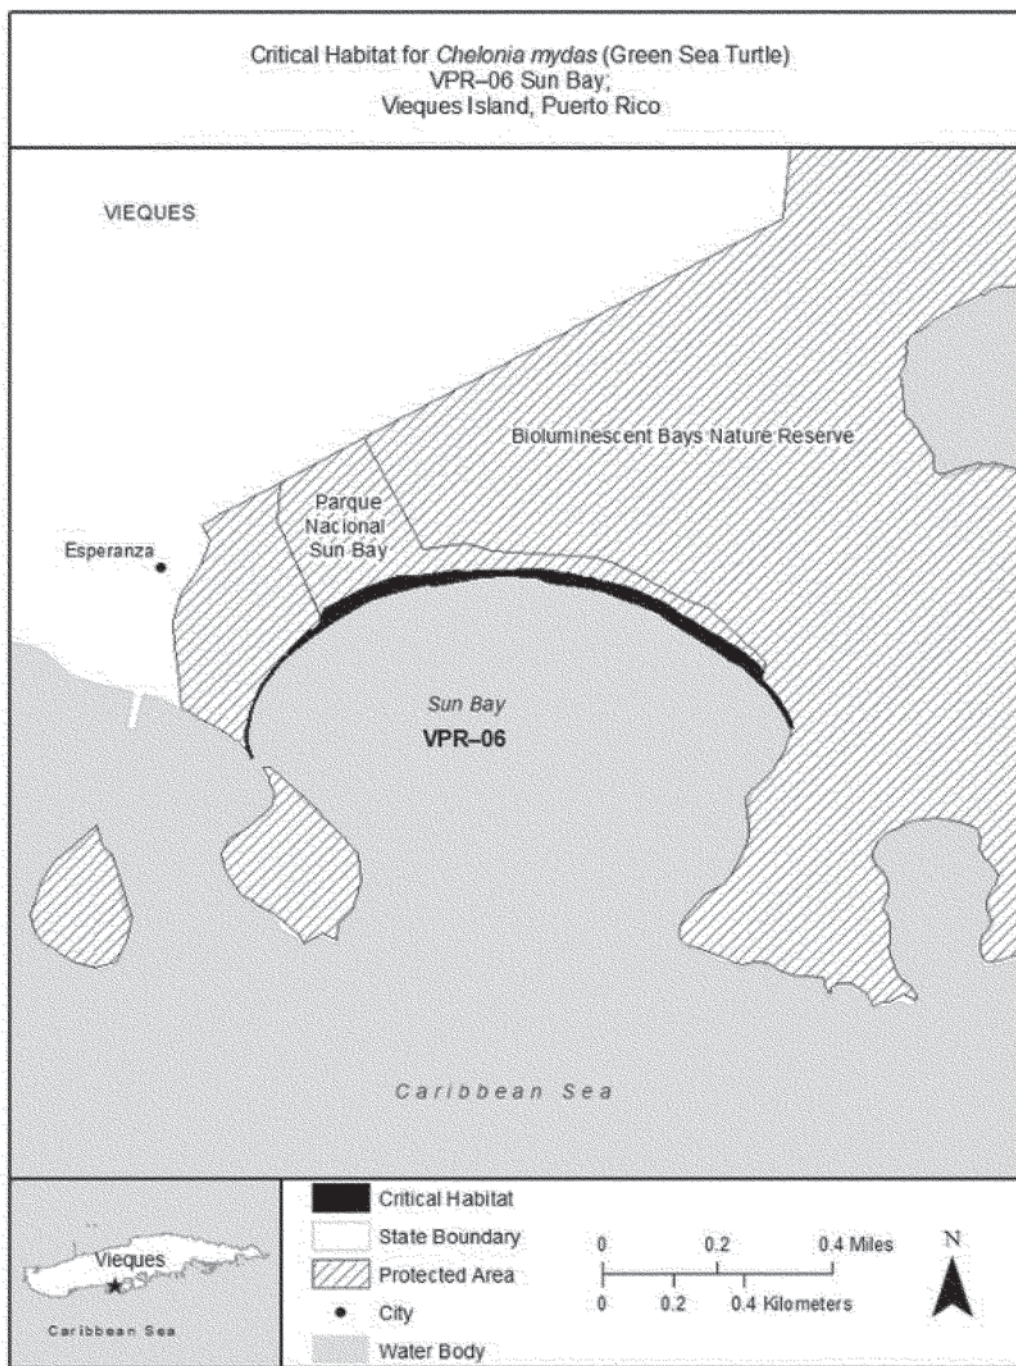 Critical Habitat for Chelonia mydas (Green Sea Turtle)
VPR–06 Sun Bay;
Vieques Island, Puerto Rico
VIEQUES
Bioluminescent Bays Nature Reserve
Parque
Nacional
Sun Bay
Esperanza
Sun Bay
VPR–06
Caribbean Sea
Vieques
Caribbean Sea
Critical Habitat
State Boundary
Protected Area
City
Water Body
0 0.2 0.4 Miles
0 0.2 0.4 Kilometers
N